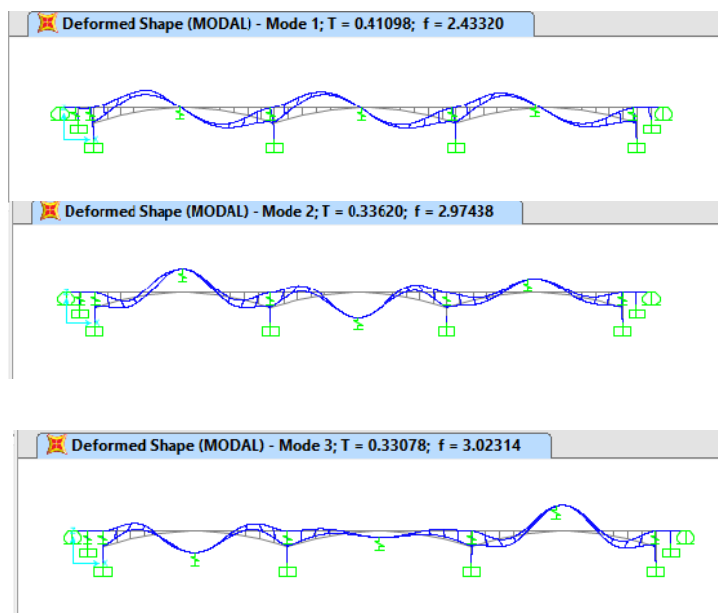 Deformed Shape (MODAL) - Mode 1; T = 0.41098;  f = 2.43320
Deformed Shape (MODAL) - Mode 2; T = 0.33620;  f = 2.97438
Deformed Shape (MODAL) - Mode 3; T = 0.33078;  f = 3.02314